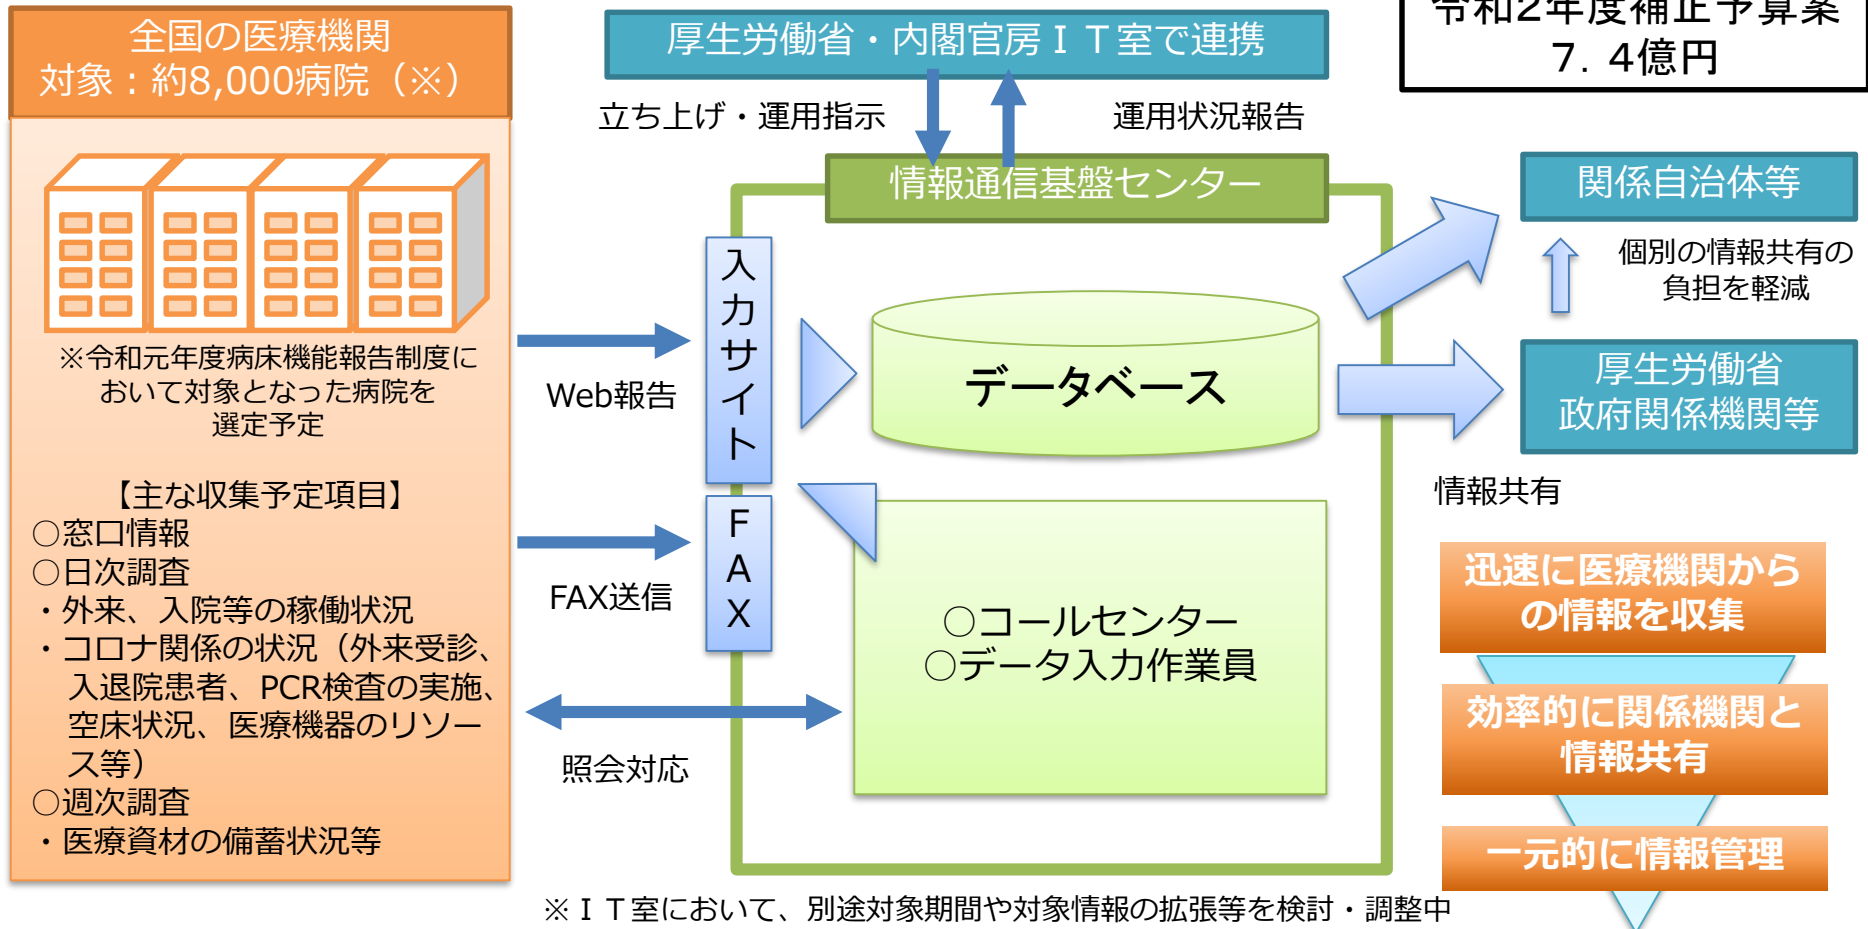 全国の医療機関
対象：約8,000病院（※）
※令和元年度病床機能報告制度に
おいて対象となった病院を
選定予定
【主な収集予定項目】
○窓口情報
○日次調査
・外来、入院等の稼働状況
・コロナ関係の状況（外来受診、
入退院患者、PCR検査の実施、
空床状況、医療機器のリソー
ス等）
○週次調査
・医療資材の備蓄状況等
厚生労働省・内閣官房ＩＴ室で連携
立ち上げ・運用指示
運用状況報告
情報通信基盤センター
Web報告
FAX送信
照会対応
入力サイト
FAX
データベース
○コールセンター
○データ入力作業員
令和2年度補正予算案
7．4億円
関係自治体等
個別の情報共有の
負担を軽減
厚生労働省
政府関係機関等
情報共有
迅速に医療機関から
の情報を収集
効率的に関係機関と
情報共有
一元的に情報管理
※ＩＴ室において、別途対象期間や対象情報の拡張等を検討・調整中